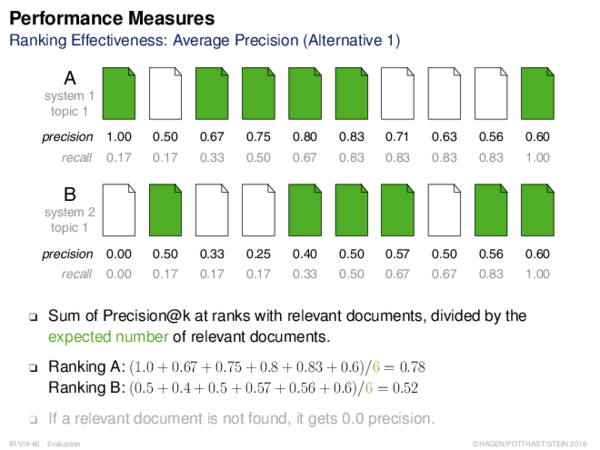 Performance Measures
Ranking Effectiveness: Average Precision (Alternative 1)
A
system 1
topic 1
precision 1.00 0.50 0.67 0.75 0.80 0.83 0.71 0.63 0.56 0.60
recall 0.17 0.17 0.33 0.50 0.67 0.83 0.83 0.83 0.83 1.00
B
system 2
topic 1
precision 0.00 0.50 0.33 0.25 0.40 0.50 0.57 0.50 0.56 0.60
recall 0.00 0.17 0.17 0.17 0.33 0.50 0.67 0.67 0.83 1.00
❑ Sum of Precision@k at ranks with relevant documents, divided by the
expected number of relevant documents.
❑ Ranking A: (1.0 + 0.67 + 0.75 + 0.8 + 0.83 + 0.6)/6 = 0.78
Ranking B: (0.5 + 0.4 + 0.5 + 0.57 + 0.56 + 0.6)/6 = 0.52
❑ If a relevant document is not found, it gets 0.0 precision.
IR:VIII-48 Evaluation ©HAGEN/POTTHAST/STEIN 2018